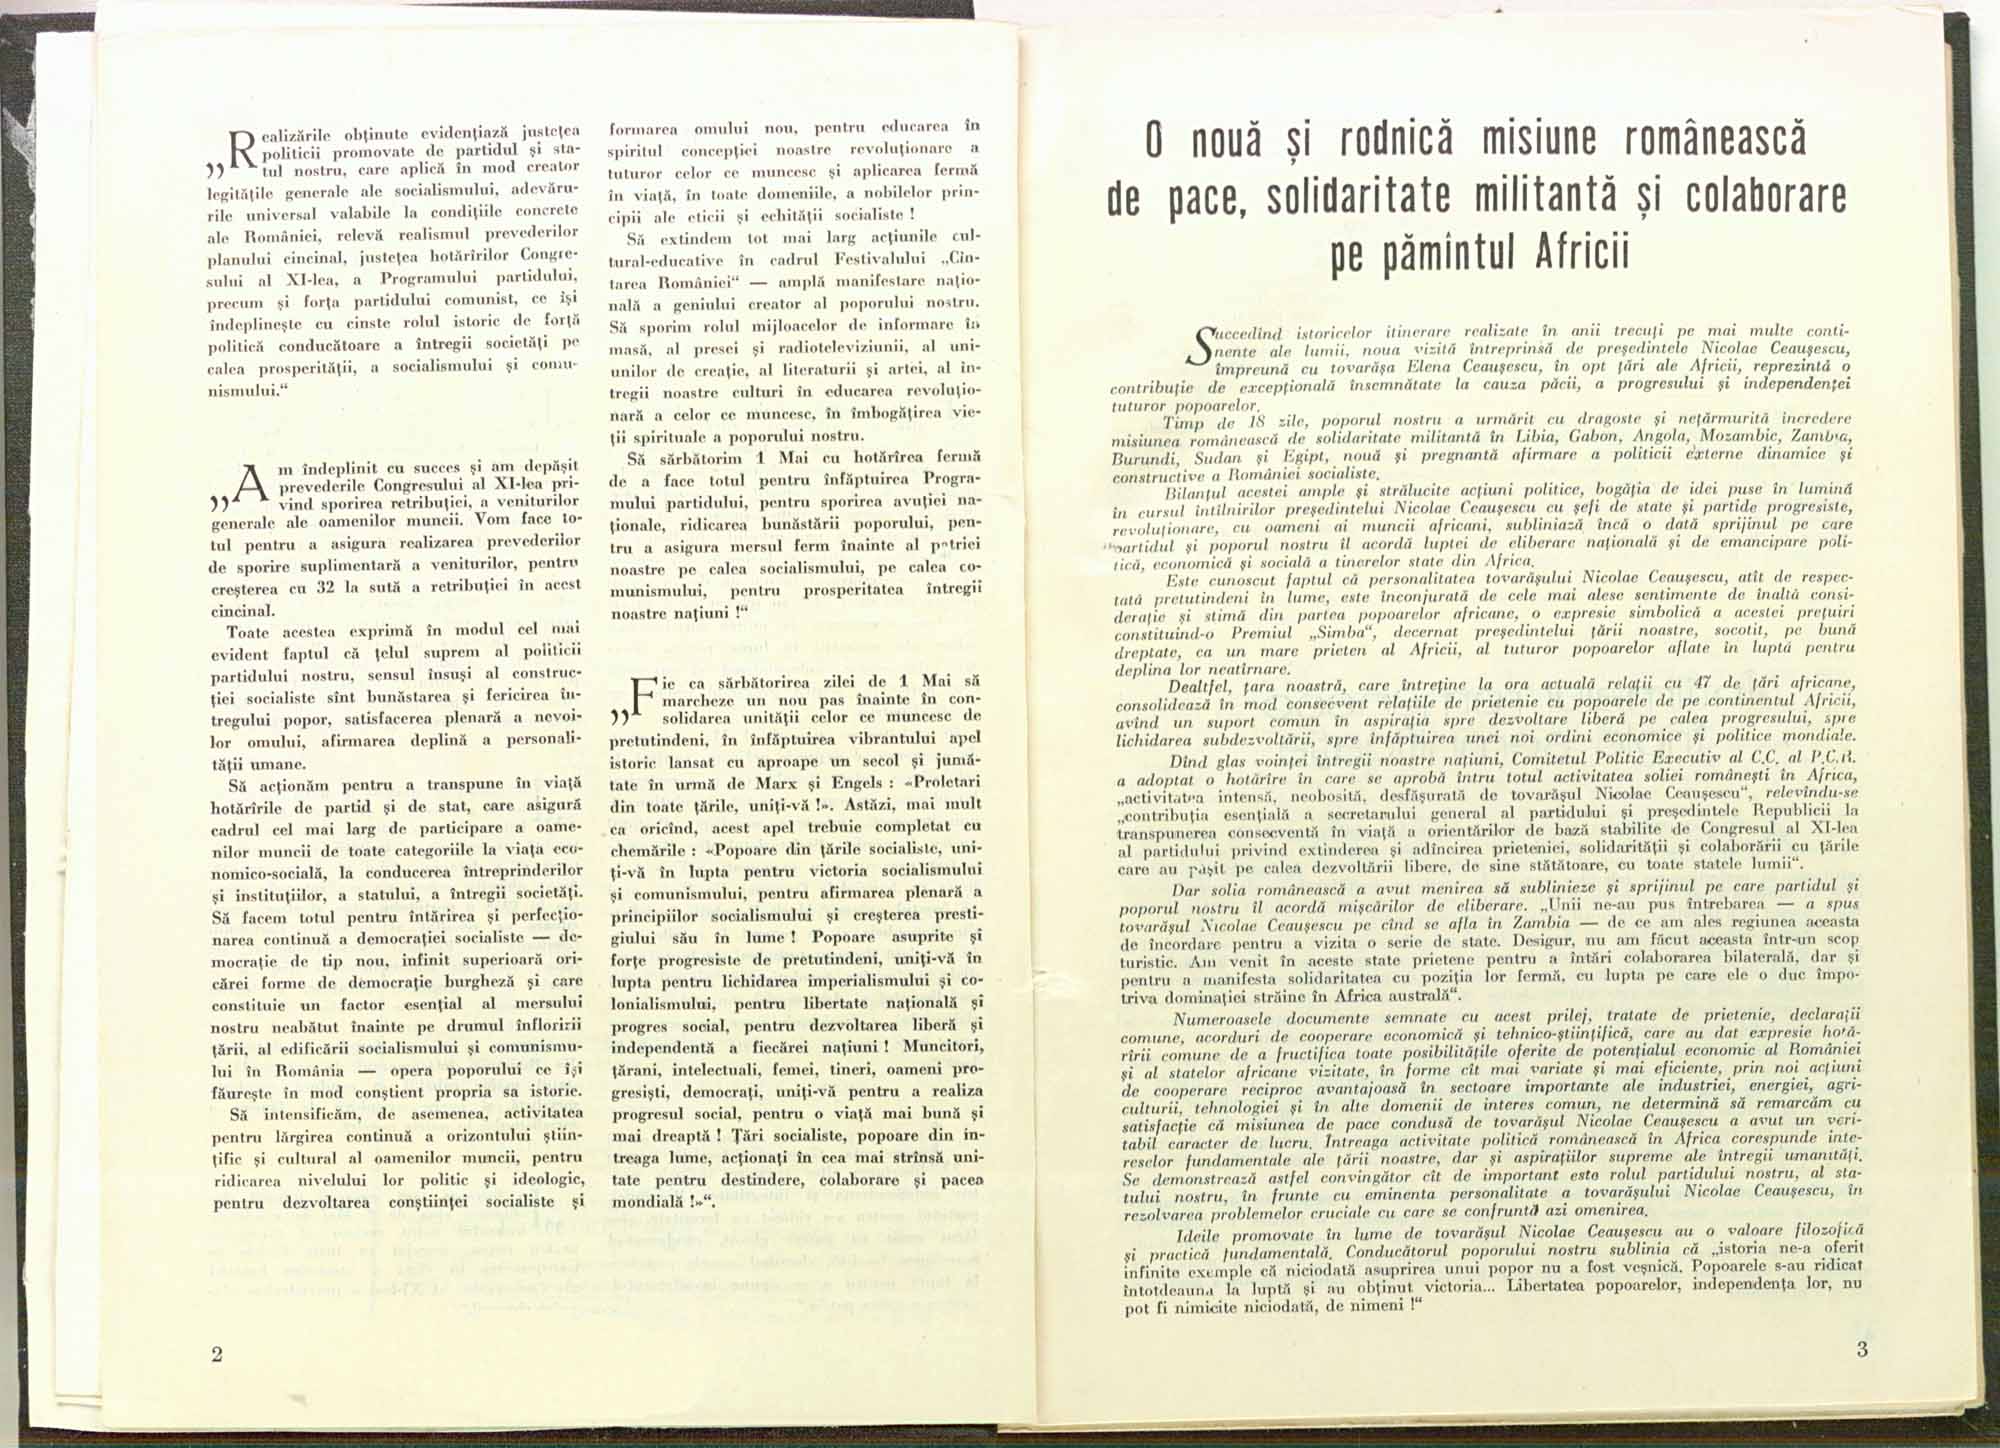 „Realizările obținute evidențiază justețea
politicii promovate de partidul și sta-
tul nostru, care aplică în mod creator
legitățile generale ale socialismului, adevăru-
rile universal valabile la condițiile concrete
ale României, relevă realismul prevederilor
planului cincinal, justețea hotărîrilor Congre-
sului al XI-lea, a Programului partidului,
precum și forța partidului comunist, ce își
îndeplinește cu cinste rolul istoric de forță
politică conducătoare a întregii societăți pe
calea prosperității, a socialismului și comu-
nismului.“
„Am îndeplinit cu succes și am depășit
prevederile Congresului al XI-lea pri-
vind sporirea retribuției, a veniturilor
generale ale oamenilor muncii. Vom face to-
tul pentru a asigura realizarea prevederilor
de sporire suplimentară a veniturilor, pentru
creșterea cu 32 la sută a retribuției în acest
cincinal.
Toate acestea exprimă în modul cel mai
evident faptul că țelul suprem al politicii
partidului nostru, sensul însuși al construc-
ției socialiste sînt bunăstarea și fericirea în-
tregului popor, satisfacerea plenară a nevoi-
lor omului, afirmarea deplină a personali-
tății umane.
Să acționăm pentru a transpune în viață
hotărîrile de partid și de stat, care asigură
cadrul cel mai larg de participare a oame-
nilor muncii de toate categoriile la viața eco-
nomico-socială, la conducerea întreprinderilor
și instituțiilor, a statului, a întregii societăți.
Să facem totul pentru întărirea și perfecțio-
narea continuă a democrației socialiste — de-
mocrație de tip nou, infinit superioară ori-
cărei forme de democrație burgheză și care
constituie un factor esențial al mersului
nostru neabătut înainte pe drumul înfloririi
țării, al edificării socialismului și comunismu-
lui în România — opera poporului ce își
făurește în mod conștient propria sa istorie.
Să intensificăm, de asemenea, activitatea
pentru lărgirea continuă a orizontului științ-
țific și cultural al oamenilor muncii, pentru
ridicarea nivelului lor politic și ideologic,
pentru dezvoltarea conștiinței socialiste și
formarea omului nou, pentru educarea în
spiritul concepției noastre revoluționare a
tuturor celor ce muncesc și aplicarea fermă
în viață, în toate domeniile, a nobilelor prin-
cipii ale eticii și echității socialiste !
Să extindem tot mai larg acțiunile cul-
tural-educative în cadrul Festivalului „Cîn-
tarea României“ — amplă manifestare națio-
nală a geniului creator al poporului nostru.
Să sporim rolul mijloacelor de informare în
masă, al presei și radioteleviziunii, al uni-
unilor de creație, al literaturii și artei, al în-
tregii noastre culturi în educarea revoluțio-
nară a celor ce muncesc, în îmbogățirea vie-
ții spirituale a poporului nostru.
Să sărbătorim 1 Mai cu hotărîrea fermă
de a face totul pentru înfăptuirea Progra-
mului partidului, pentru sporirea avuției na-
ționale, ridicarea bunăstării poporului, pen-
tru a asigura mersul ferm înainte al patriei
noastre pe calea socialismului, pe calea co-
munismului, pentru prosperitatea întregii
noastre națiuni !“
„Fie ca sărbătorirea zilei de 1 Mai să
marcheze un nou pas înainte în con-
solidarea unității celor ce muncesc de
pretutindeni, în înfăptuirea vibrantului apel
istoric lansat cu aproape un secol și jumă-
tate în urmă de Marx și Engels : «Proletari
din toate țările, uniți-vă !». Astăzi, mai mult
ca oricînd, acest apel trebuie completat cu
chemările : «Popoare din țările socialiste, uni-
ți-vă în lupta pentru victoria socialismului
și comunismului, pentru afirmarea plenară a
principiilor socialismului și creșterea presti-
giului său în lume ! Popoare asuprite și
forțe progresiste de pretutindeni, uniți-vă în
lupta pentru lichidarea imperialismului și co-
lonialismului, pentru libertate națională și
progres social, pentru dezvoltarea liberă și
independentă a fiecărei națiuni ! Muncitori,
țărani, intelectuali, femei, tineri, oameni pro-
gresiști, democrați, uniți-vă pentru a realiza
progresul social, pentru o viață mai bună și
mai dreaptă ! Țări socialiste, popoare din în-
treaga lume, acționați în cea mai strînsă uni-
tate pentru destindere, colaborare și pacea
mondială !»“.
2
O nouă și rodnică misiune românească
de pace, solidaritate militantă și colaborare
pe pămîntul Africii
Succedînd istoricelor itinerare realizate în anii trecuți pe mai multe conti-
nente ale lumii, noua vizită întreprinsă de președintele Nicolae Ceaușescu,
împreună cu tovarășa Elena Ceaușescu, în opt țări ale Africii, reprezintă o
contribuție de excepțională însemnătate la cauza păcii, a progresului și independenței
tuturor popoarelor.
Timp de 18 zile, poporul nostru a urmărit cu dragoste și nețărmurită încredere
misiunea românească de solidaritate militantă în Libia, Gabon, Angola, Mozambic, Zambia,
Burundi, Sudan și Egipt, nouă și pregnantă afirmare a politicii externe dinamice și
constructive a României socialiste.
Bilanțul acestei ample și strălucite acțiuni politice, bogăția de idei puse în lumină
în cursul întîlnirilor președintelui Nicolae Ceaușescu cu șefi de state și partide progresiste,
revoluționare, cu oameni ai muncii africani, subliniază încă o dată sprijinul pe care
partidul și poporul nostru îl acordă luptei de eliberare națională și de emancipare poli-
tică, economică și socială a tinerelor state din Africa.
Este cunoscut faptul că personalitatea tovarășului Nicolae Ceaușescu, atît de respec-
tată pretutindeni în lume, este înconjurată de cele mai alese sentimente de înaltă consi-
derație și stimă din partea popoarelor africane, o expresie simbolică a acestei prețuiri
constituind-o Premiul „Simba“, decernat președintelui țării noastre, socotit, pe bună
dreptate, ca un mare prieten al Africii, al tuturor popoarelor aflate în luptă pentru
deplina lor neatîrnare.
Dealtfel, țara noastră, care întreține la ora actuală relații cu 47 de țări africane,
consolidează în mod consecvent relațiile de prietenie cu popoarele de pe continentul Africii,
avînd un suport comun în aspirația spre dezvoltare liberă pe calea progresului, spre
lichidarea subdezvoltării, spre înfăptuirea unei noi ordini economice și politice mondiale.
Dînd glas voinței întregii noastre națiuni, Comitetul Politic Executiv al C.C. al P.C.R.
a adoptat o hotărîre în care se aprobă întru totul activitatea soliei românești în Africa,
„activitatea intensă, neobosită, desfășurată de tovarășul Nicolae Ceaușescu“, relevîndu-se
„contribuția esențială a secretarului general al partidului și președintele Republicii la
transpunerea consecventă în viață a orientărilor de bază stabilite de Congresul al XI-lea
al partidului privind extinderea și adîncirea prieteniei, solidarității și colaborării cu țările
care au pășit pe calea dezvoltării libere, de sine stătătoare, cu toate statele lumii“.
Dar solia românească a avut menirea să sublinieze și sprijinul pe care partidul și
poporul nostru îl acordă mișcărilor de eliberare. „Unii ne-au pus întrebarea — a spus
tovarășul Nicolae Ceaușescu pe cînd se afla în Zambia — de ce am ales regiunea aceasta
de încordare pentru a vizita o serie de state. Desigur, nu am făcut aceasta într-un scop
turistic. Am venit în aceste state prietene pentru a întări colaborarea bilaterală, dar și
pentru a manifesta solidaritatea cu poziția lor fermă, cu lupta pe care ele o duc împo-
triva dominației străine în Africa australă“.
Numeroasele documente semnate cu acest prilej, tratate de prietenie, declarații
comune, acorduri de cooperare economică și tehnico-științifică, care au dat expresie hotă-
rîrii comune de a fructifica toate posibilitățile oferite de potențialul economic al României
și al statelor africane vizitate, în forme cît mai variate și mai eficiente, prin noi acțiuni
de cooperare reciproc avantajoasă în sectoare importante ale industriei, energiei, agri-
culturii, tehnologiei și în alte domenii de interes comun, ne determină să remarcăm cu
satisfacție că misiunea de pace condusă de tovarășul Nicolae Ceaușescu a avut un veri-
tabil caracter de lucru. Întreaga activitate politică românească în Africa corespunde inte-
reselor fundamentale ale țării noastre, dar și aspirațiilor supreme ale întregii umanități.
Se demonstrează astfel convingător cît de important este rolul partidului nostru, al sta-
tului nostru, în frunte cu eminenta personalitate a tovarășului Nicolae Ceaușescu, în
rezolvarea problemelor cruciale cu care se confruntă azi omenirea.
Ideile promovate în lume de tovarășul Nicolae Ceaușescu au o valoare filozofică
și practică fundamentală. Conducătorul poporului nostru sublinia că „istoria ne-a oferit
infinite exemple că niciodată asuprirea unui popor nu a fost veșnică. Popoarele s-au ridicat
întotdeauna la luptă și au obținut victoria... Libertatea popoarelor, independența lor, nu
pot fi nimicite niciodată, de nimeni !“
3